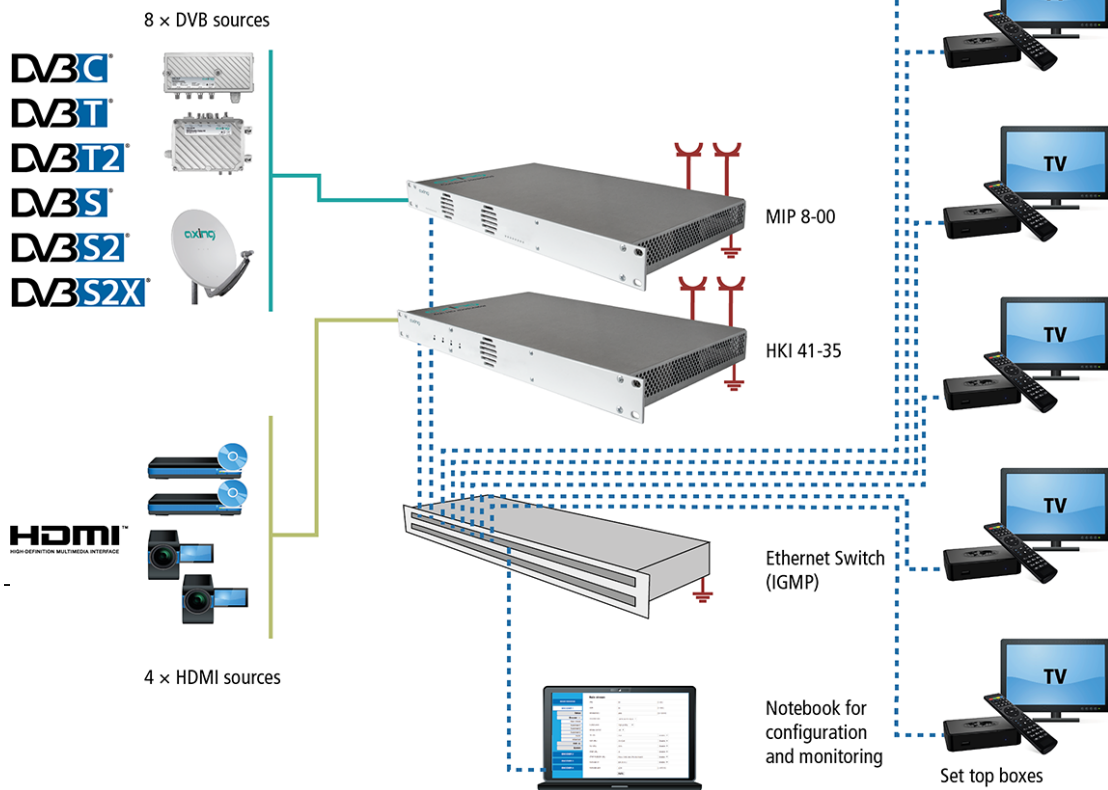 8 × DVB sources
DVB C
DVB T
DVB T2
DVB S
DVB S2
DVB S2X
axing
MIP 8-00
HKI 41-35
TV
TV
TV
TV
HDMI™
HIGH-DEFINITION MULTIMEDIA INTERFACE
Ethernet Switch
(IGMP)
4 × HDMI sources
Notebook for
configuration
and monitoring
Set top boxes